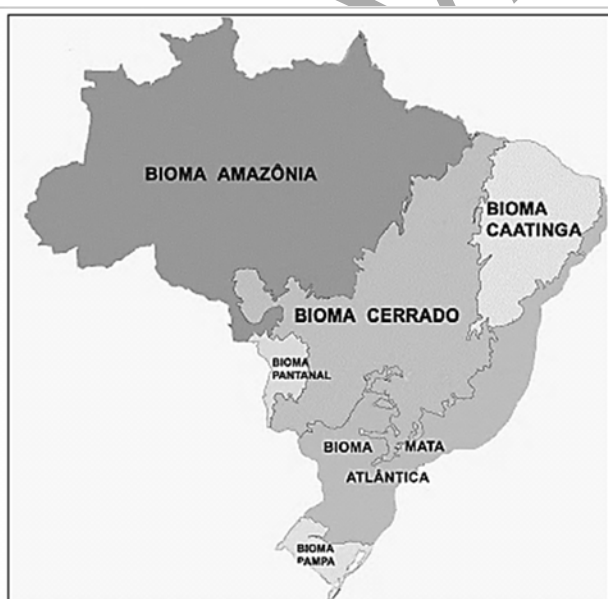 BIOMA AMAZÔNIA
BIOMA
CAATINGA
BIOMA CERRADO
BIOMA
PANTANAL
BIOMA MATA
ATLÂNTICA
BIOMA
PAMPA